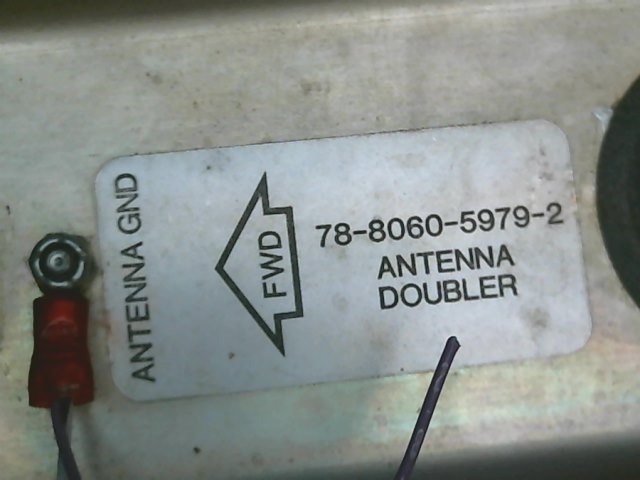 ANTENNA GND
FWD
78-8060-5979-2
ANTENNA
DOUBLER